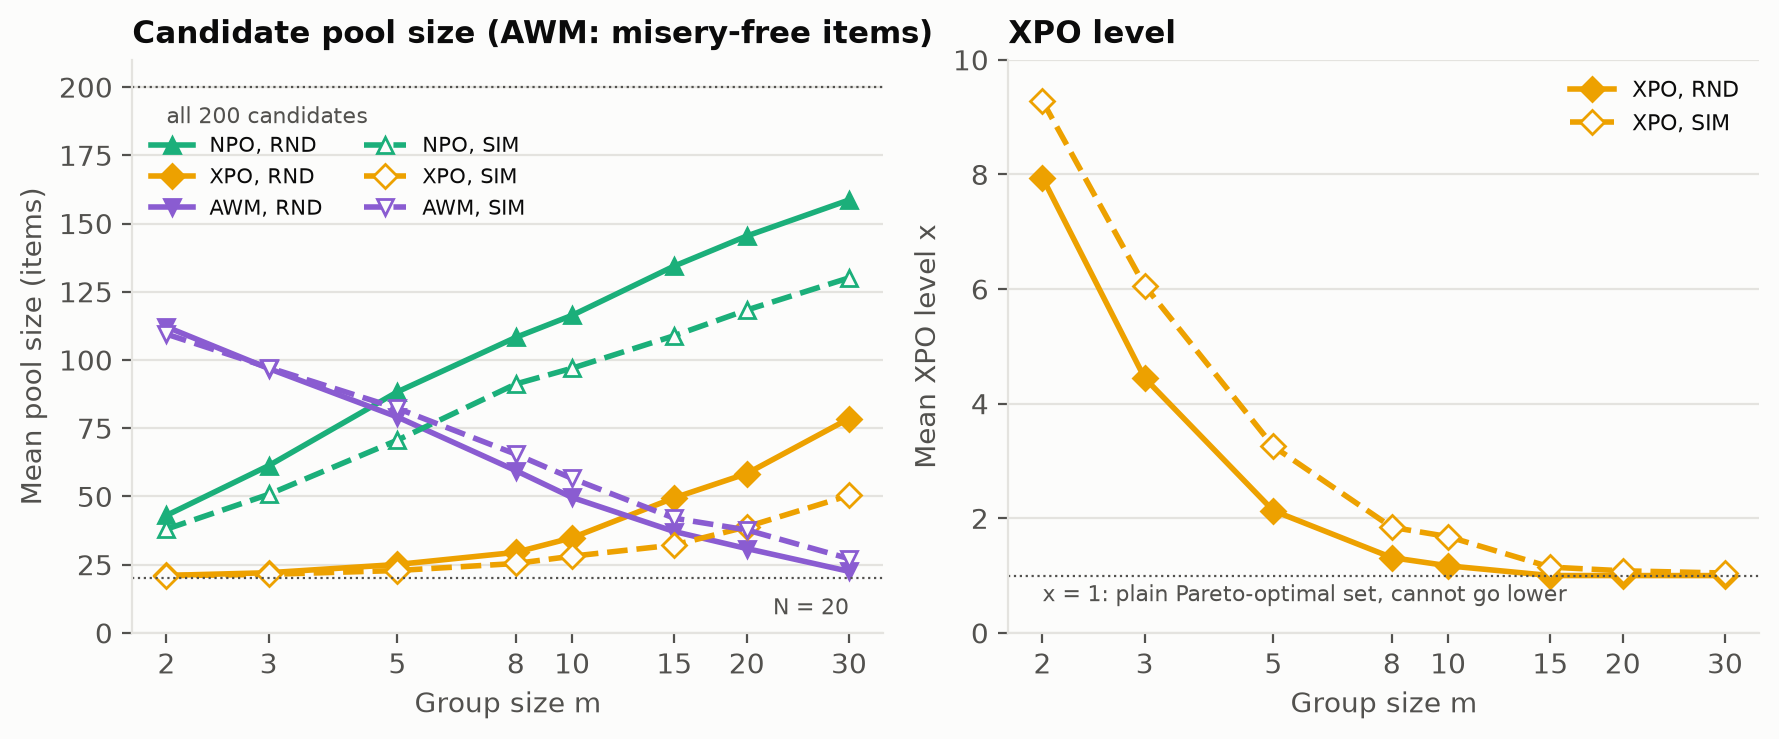 Candidate pool size (AWM: misery-free items)
Mean pool size (items)
200
175
150
125
100
75
50
25
0
all 200 candidates
NPO, RND
XPO, RND
AWM, RND
NPO, SIM
XPO, SIM
AWM, SIM
N = 20
2 3 5 8 10 15 20 30
Group size m
XPO level
Mean XPO level x
10
8
6
4
2
0
XPO, RND
XPO, SIM
x = 1: plain Pareto-optimal set, cannot go lower
2 3 5 8 10 15 20 30
Group size m